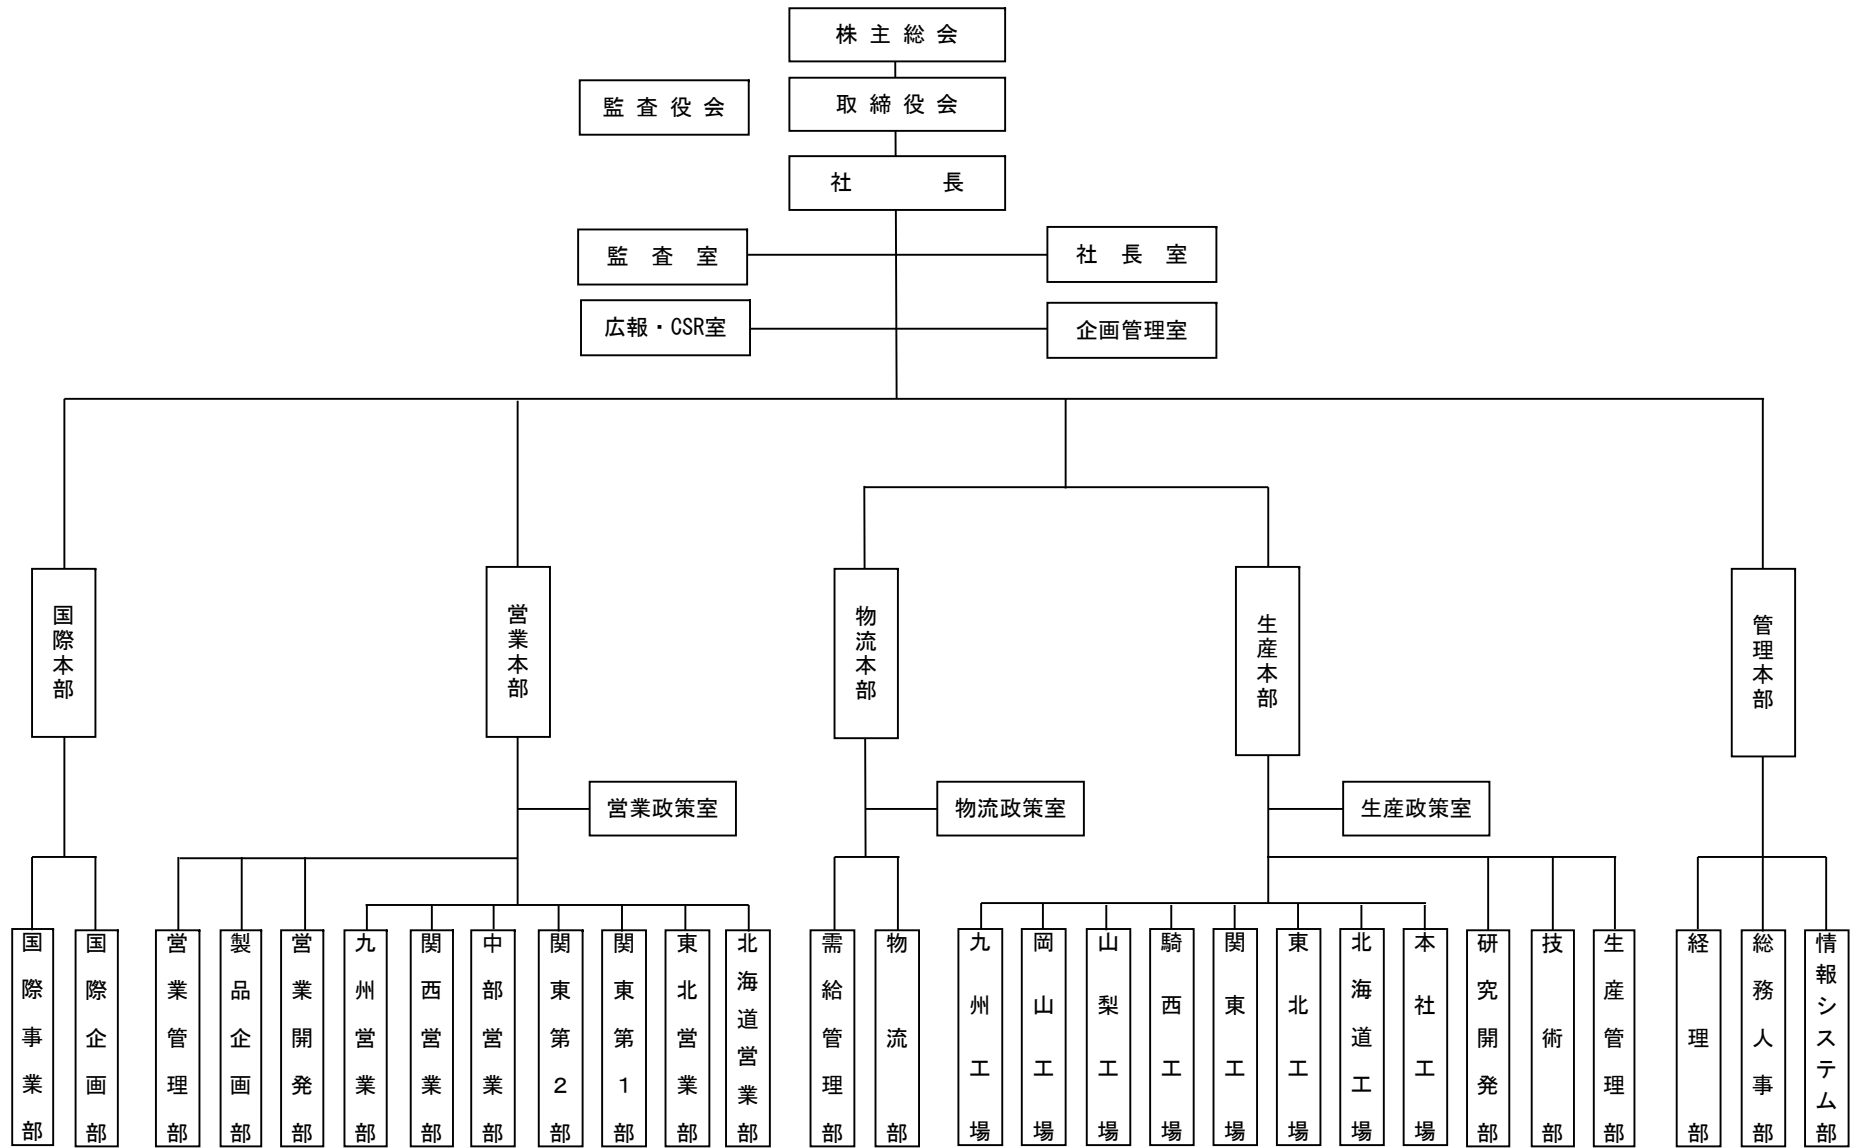 株主総会
監査役会
取締役会
社長
監査室
社長室
広報・CSR室
企画管理室
国際本部
営業本部
物流本部
生産本部
管理本部
営業政策室
物流政策室
生産政策室
国際事業部
国際企画部
営業管理部
製品企画部
営業開発部
九州営業部
関西営業部
中部営業部
関東第2部
関東第1部
東北営業部
北海道営業部
需給管理部
物流部
九州工場
岡山工場
山梨工場
騎西工場
関東工場
東北工場
北海道工場
本社工場
研究開発部
技術部
生産管理部
経理部
総務人事部
情報システム部